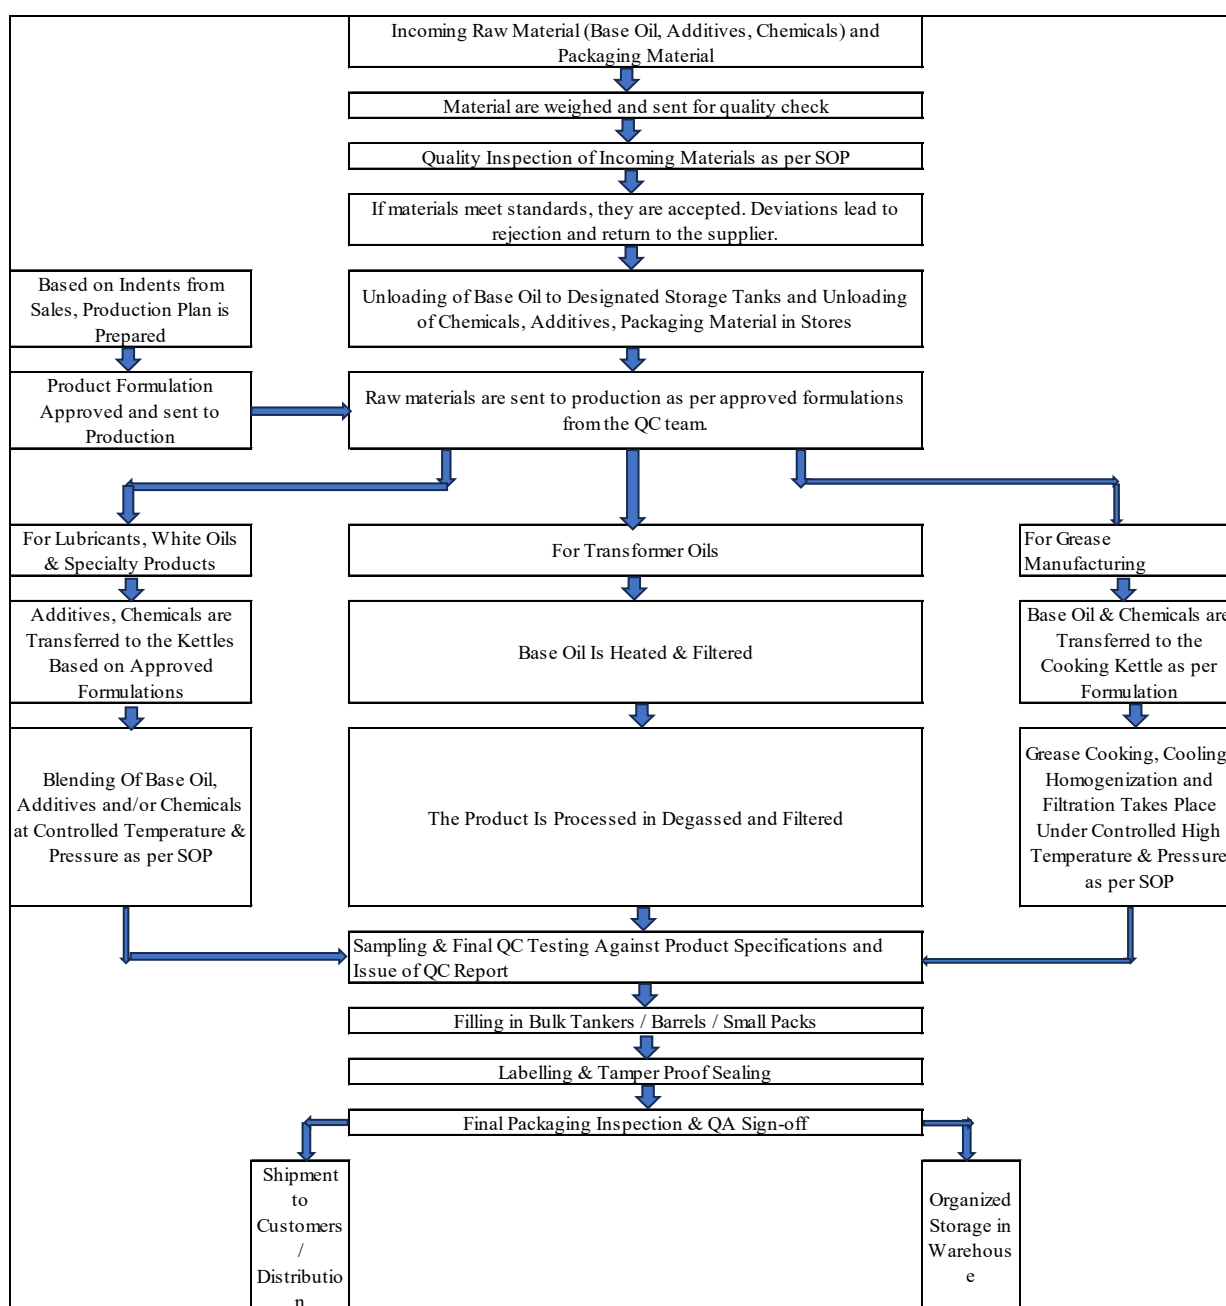 Incoming Raw Material (Base Oil, Additives, Chemicals) and
Packaging Material
Material are weighed and sent for quality check
Quality Inspection of Incoming Materials as per SOP
If materials meet standards, they are accepted. Deviations lead to
rejection and return to the supplier.
Based on Indents from
Sales, Production Plan is
Prepared
Unloading of Base Oil to Designated Storage Tanks and Unloading
of Chemicals, Additives, Packaging Material in Stores
Product Formulation
Approved and sent to
Production
Raw materials are sent to production as per approved formulations
from the QC team.
For Lubricants, White Oils
& Specialty Products
For Transformer Oils
For Grease
Manufacturing
Additives, Chemicals are
Transferred to the Kettles
Based on Approved
Formulations
Base Oil Is Heated & Filtered
Base Oil & Chemicals are
Transferred to the
Cooking Kettle as per
Formulation
Blending Of Base Oil,
Additives and/or Chemicals
at Controlled Temperature &
Pressure as per SOP
The Product Is Processed in Degassed and Filtered
Grease Cooking, Cooling
Homogenization and
Filtration Takes Place
Under Controlled High
Temperature & Pressure
as per SOP
Sampling & Final QC Testing Against Product Specifications and
Issue of QC Report
Filling in Bulk Tankers / Barrels / Small Packs
Labelling & Tamper Proof Sealing
Final Packaging Inspection & QA Sign-off
Shipment
to
Customers
/
Distributio
n
Organized
Storage in
Warehous
e